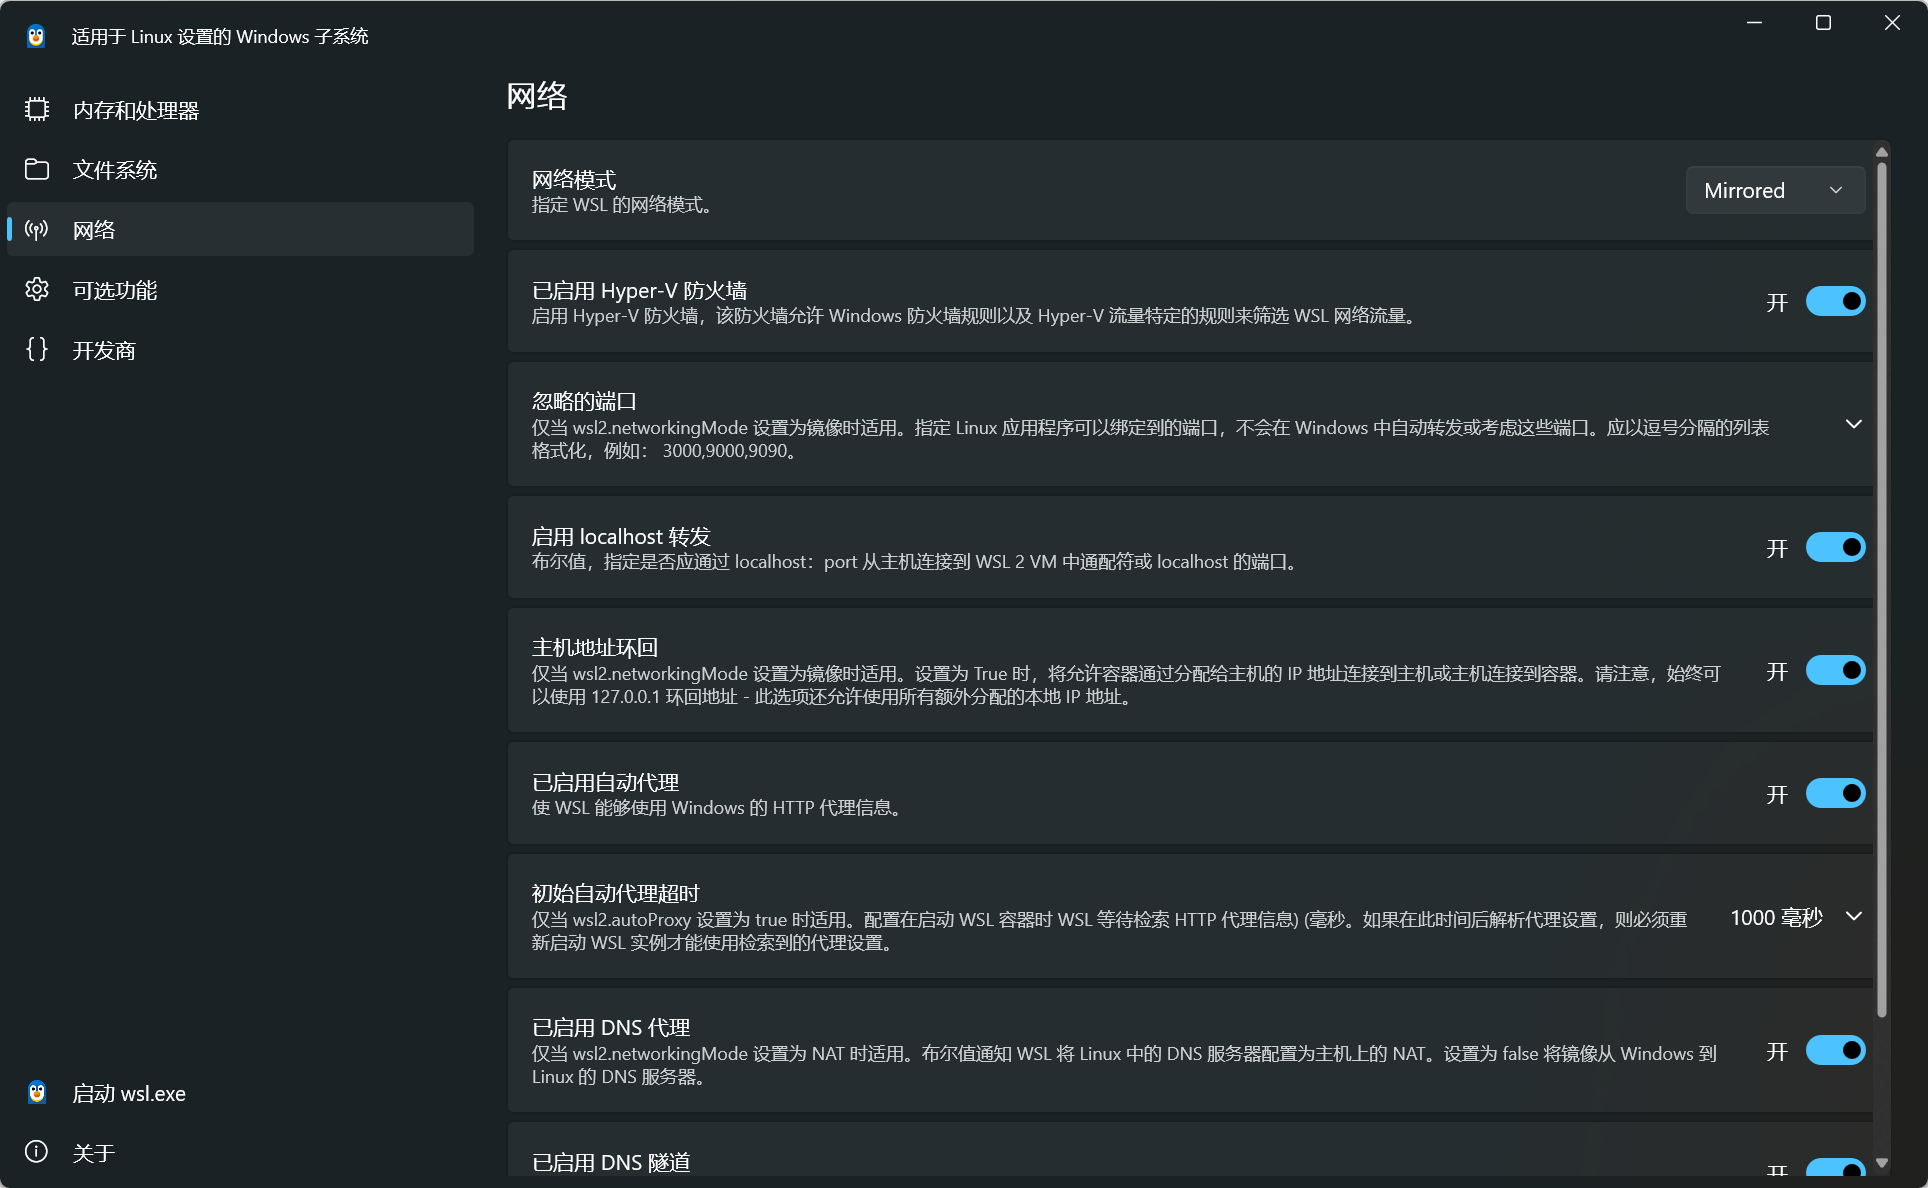 适用于 Linux 设置的 Windows 子系统
内存和处理器
文件系统
网络
可选功能
开发商
启动 wsl.exe
关于
网络
网络模式
指定 WSL 的网络模式。
Mirrored
已启用 Hyper-V 防火墙
启用 Hyper-V 防火墙，该防火墙允许 Windows 防火墙规则以及 Hyper-V 流量特定的规则来筛选 WSL 网络流量。
开
忽略的端口
仅当 wsl2.networkingMode 设置为镜像时适用。指定 Linux 应用程序可以绑定到的端口，不会在 Windows 中自动转发或考虑这些端口。应以逗号分隔的列表
格式化，例如： 3000,9000,9090。
启用 localhost 转发
布尔值，指定是否应通过 localhost：port 从主机连接到 WSL 2 VM 中通配符或 localhost 的端口。
开
主机地址环回
仅当 wsl2.networkingMode 设置为镜像时适用。设置为 True 时，将允许容器通过分配给主机的 IP 地址连接到主机或主机连接到容器。请注意，始终可
以使用 127.0.0.1 环回地址 - 此选项还允许使用所有额外分配的本地 IP 地址。
开
已启用自动代理
使 WSL 能够使用 Windows 的 HTTP 代理信息。
开
初始自动代理超时
仅当 wsl2.autoProxy 设置为 true 时适用。配置在启动 WSL 容器时 WSL 等待检索 HTTP 代理信息) (毫秒。如果在此时间后解析代理设置，则必须重
新启动 WSL 实例才能使用检索到的代理设置。
1000 毫秒
已启用 DNS 代理
仅当 wsl2.networkingMode 设置为 NAT 时适用。布尔值通知 WSL 将 Linux 中的 DNS 服务器配置为主机上的 NAT。设置为 false 将镜像从 Windows 到
Linux 的 DNS 服务器。
开
已启用 DNS 隧道
开